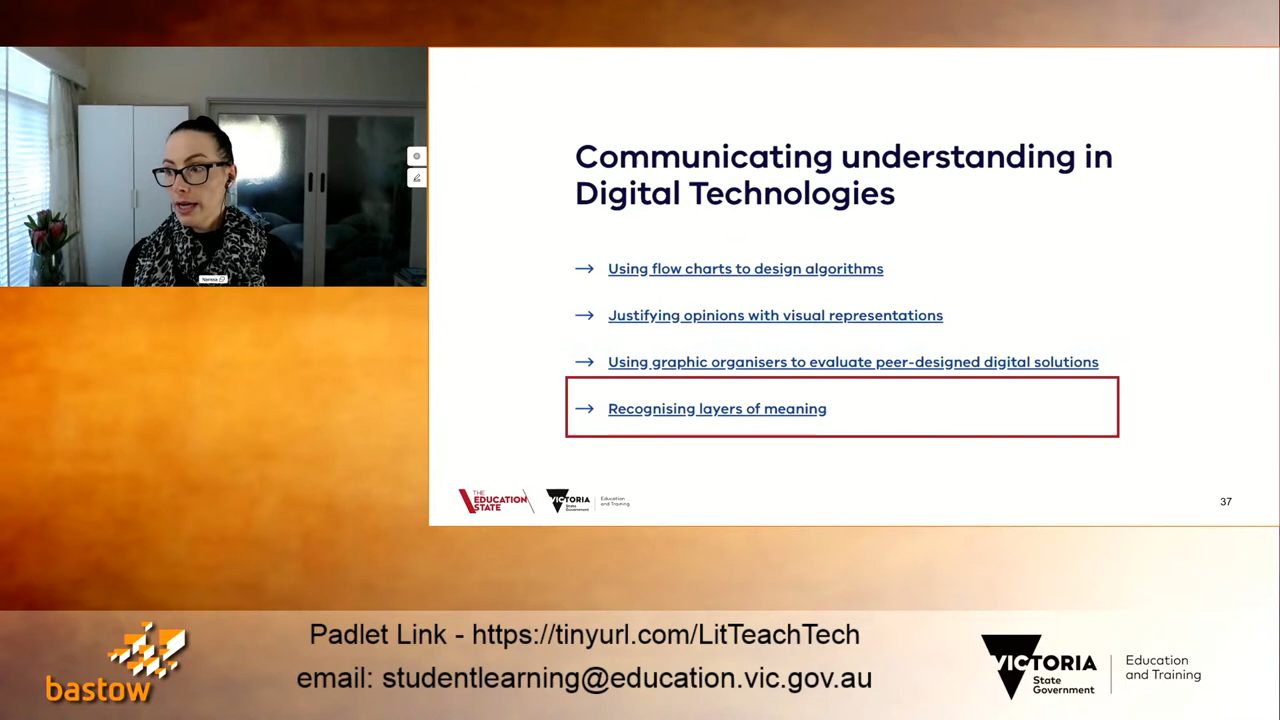 Communicating understanding in
Digital Technologies
→ Using flow charts to design algorithms
→ Justifying opinions with visual representations
→ Using graphic organisers to evaluate peer-designed digital solutions
→ Recognising layers of meaning
THE
EDUCATION
STATE
VICTORIA
State
Government
Education
and Training
37
Padlet Link - https://tinyurl.com/LitTeachTech
email: studentlearning@education.vic.gov.au
bastow
VICTORIA
State
Government
Education
and Training